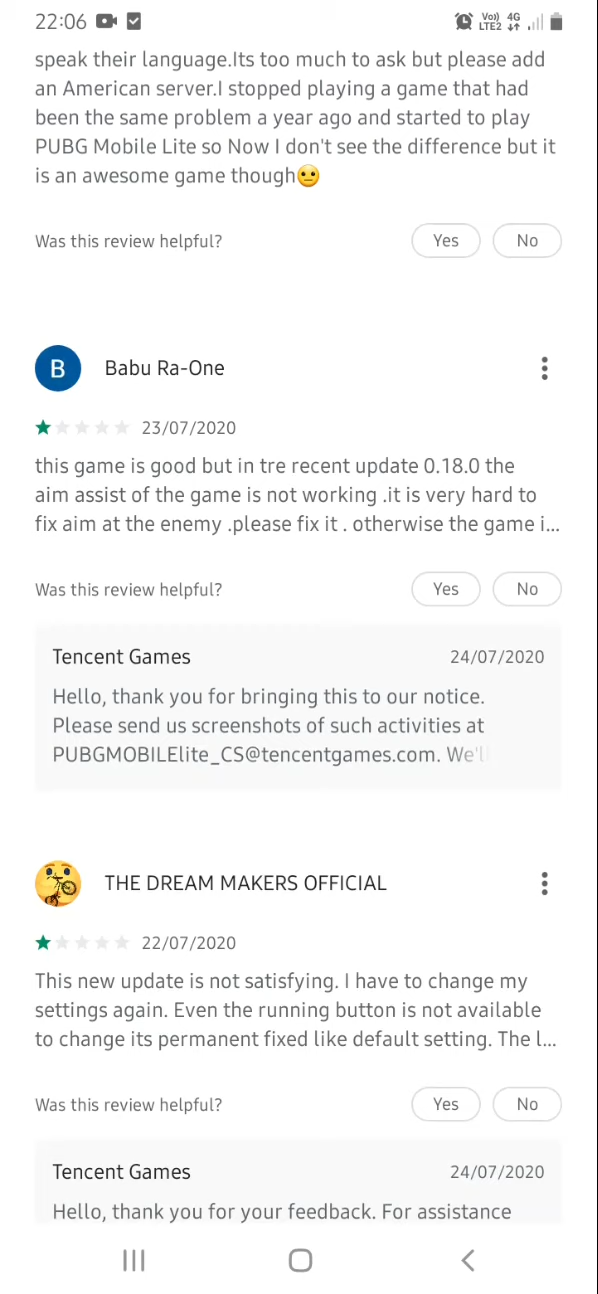 22:06 Vo)) LTE2 4G
speak their language.Its too much to ask but please add
an American server.I stopped playing a game that had
been the same problem a year ago and started to play
PUBG Mobile Lite so Now I don't see the difference but it
is an awesome game though😐
Was this review helpful? Yes No
B Babu Ra-One
23/07/2020
this game is good but in tre recent update 0.18.0 the
aim assist of the game is not working .it is very hard to
fix aim at the enemy .please fix it . otherwise the game i...
Was this review helpful? Yes No
Tencent Games 24/07/2020
Hello, thank you for bringing this to our notice.
Please send us screenshots of such activities at
PUBGMOBILElite_CS@tencentgames.com. We'll
THE DREAM MAKERS OFFICIAL
22/07/2020
This new update is not satisfying. I have to change my
settings again. Even the running button is not available
to change its permanent fixed like default setting. The l...
Was this review helpful? Yes No
Tencent Games 24/07/2020
Hello, thank you for your feedback. For assistance